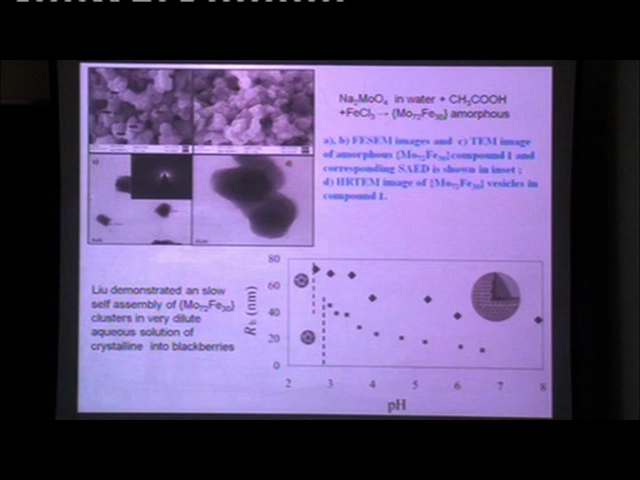 Na₂MoO₄ in water + CH₃COOH
+FeCl₃ → {Mo₇₂Fe₃₀} amorphous
a), b) FESEM images and c) TEM image
of amorphous {Mo₇₂Fe₃₀}compound 1 and
corresponding SAED is shown in inset ;
d) HRTEM image of {Mo₇₂Fe₃₀} vesicles in
compound 1.
Liu demonstrated an slow
self assembly of {Mo₇₂Fe₃₀}
clusters in very dilute
aqueous solution of
crystalline into blackberries
Rₕ (nm)
80
60
40
20
0
2 3 4 5 6 7 8
pH